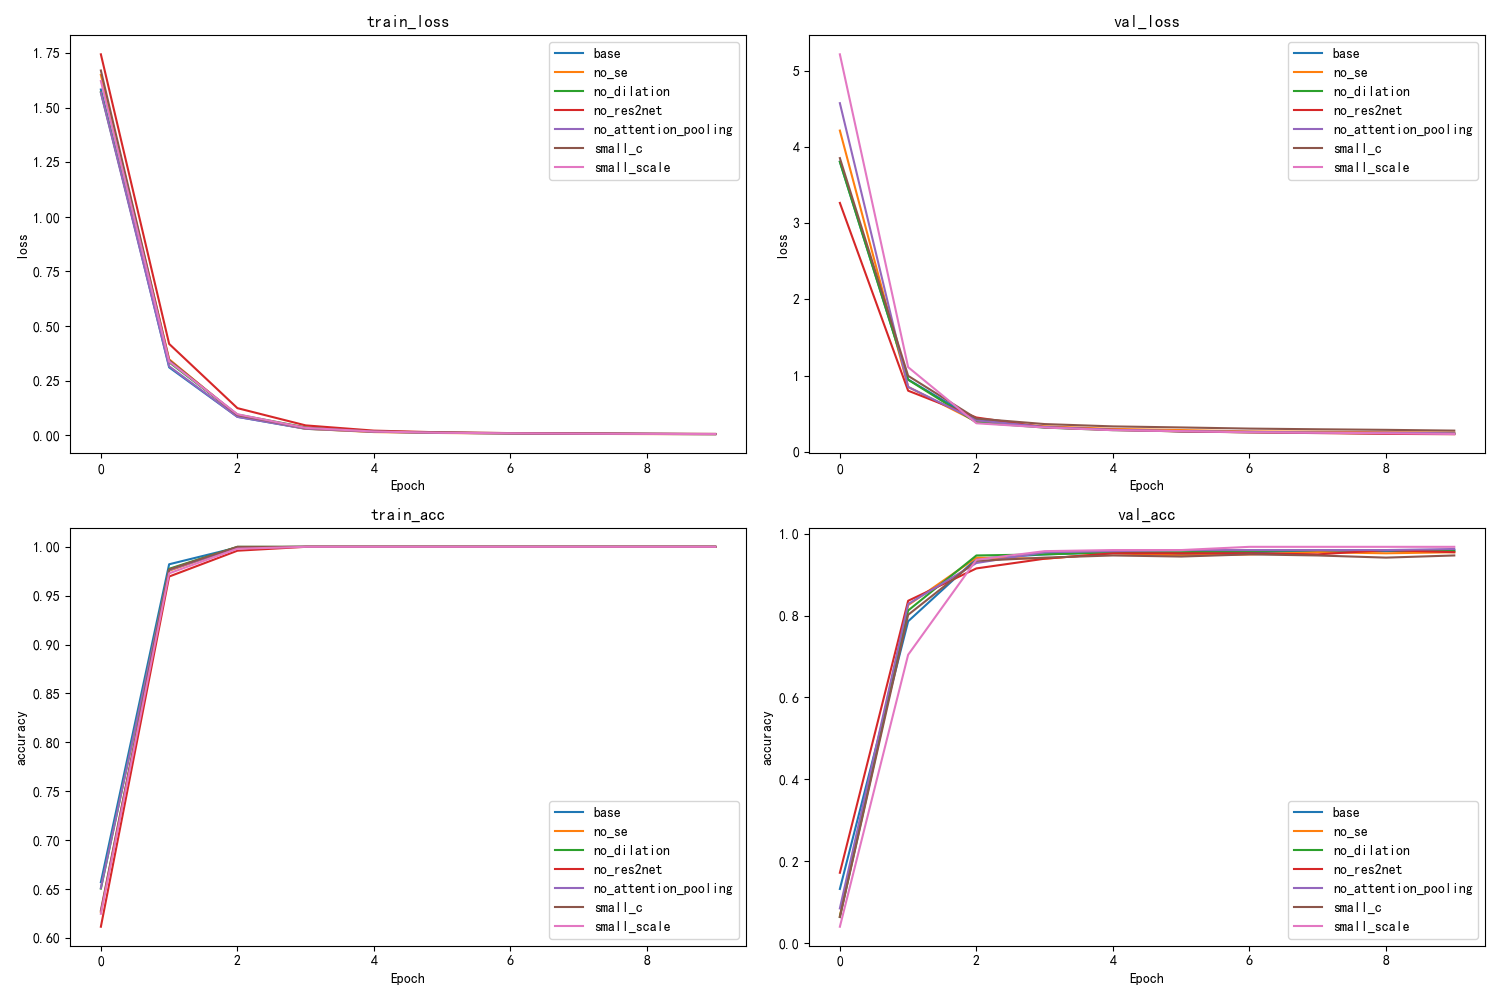 train_loss
1.75
1.50
1.25
1.00
0.75
0.50
0.25
0.00
loss
0
2
4
6
8
Epoch
base
no_se
no_dilation
no_res2net
no_attention_pooling
small_c
small_scale
val_loss
5
4
3
2
1
0
loss
0
2
4
6
8
Epoch
base
no_se
no_dilation
no_res2net
no_attention_pooling
small_c
small_scale
train_acc
1.00
0.95
0.90
0.85
0.80
0.75
0.70
0.65
0.60
accuracy
0
2
4
6
8
Epoch
base
no_se
no_dilation
no_res2net
no_attention_pooling
small_c
small_scale
val_acc
1.0
0.8
0.6
0.4
0.2
0.0
accuracy
0
2
4
6
8
Epoch
base
no_se
no_dilation
no_res2net
no_attention_pooling
small_c
small_scale